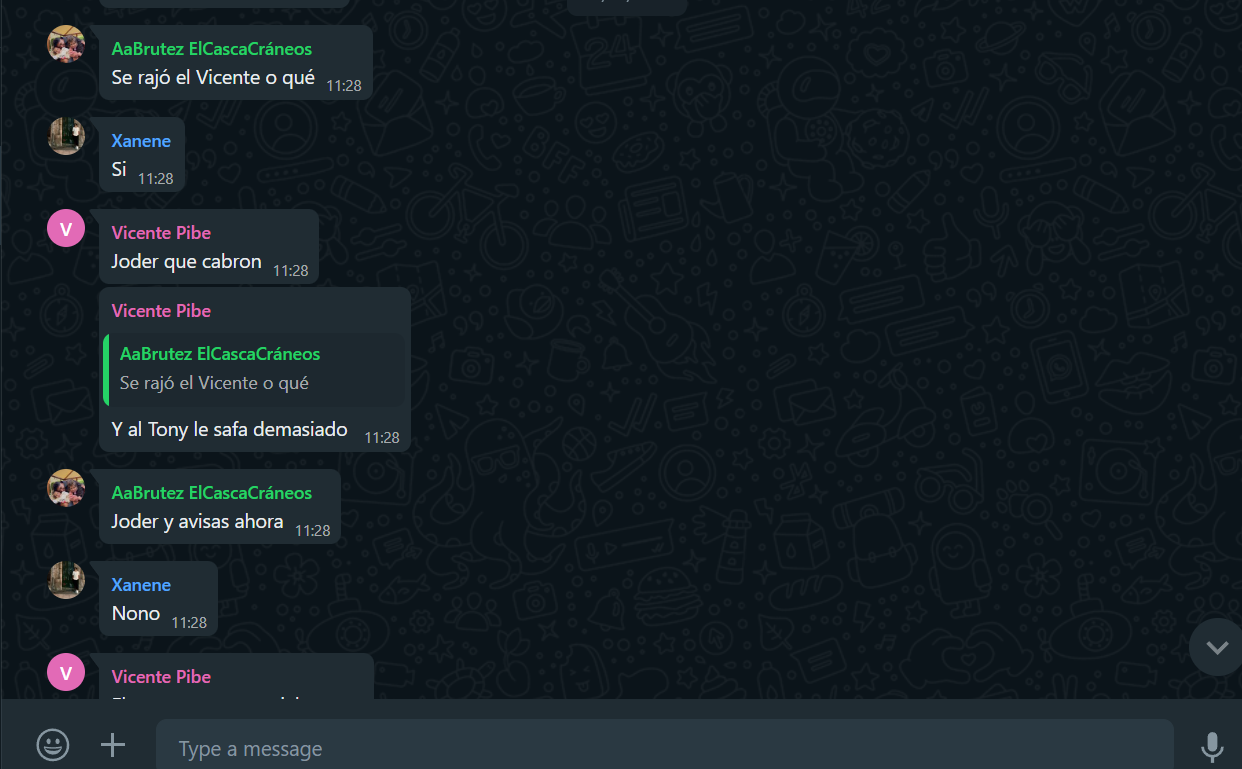 AaBrutez ElCascaCráneos
Se rajó el Vicente o qué 11:28
Xanene
Si 11:28
V
Vicente Pibe
Joder que cabron 11:28
Vicente Pibe
AaBrutez ElCascaCráneos
Se rajó el Vicente o qué
Y al Tony le safa demasiado 11:28
AaBrutez ElCascaCráneos
Joder y avisas ahora 11:28
Xanene
Nono 11:28
V
Vicente Pibe
Type a message